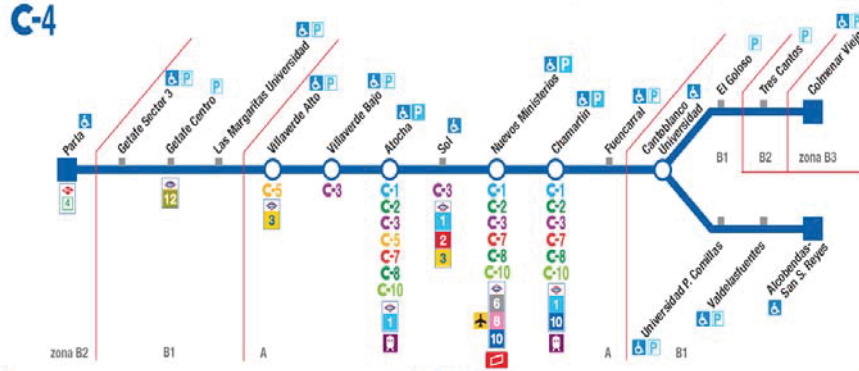 C-4
Parla
Getafe Sector 3
Getafe Centro
Las Margaritas Universidad
Villaverde Alto
Villaverde Bajo
Atocha
Sol
Nuevos Ministerios
Chamartín
Fuencarral
Cantoblanco
Universidad
El Goloso
Tres Cantos
Colmenar Viejo
P
P
P
P
P
P
P
P
P
P
P
P
4
12
C-5
3
C-3
C-1
C-2
C-3
C-5
C-7
C-8
C-10
1
C-3
1
2
3
C-1
C-2
C-3
C-7
C-8
C-10
6
8
10
C-1
C-2
C-3
C-7
C-8
C-10
1
10
B1
B2
zona B3
Universidad P. Comillas
Valdelasfuentes
Alcobendas-
San S. Reyes
P
P
zona B2
B1
A
A
B1